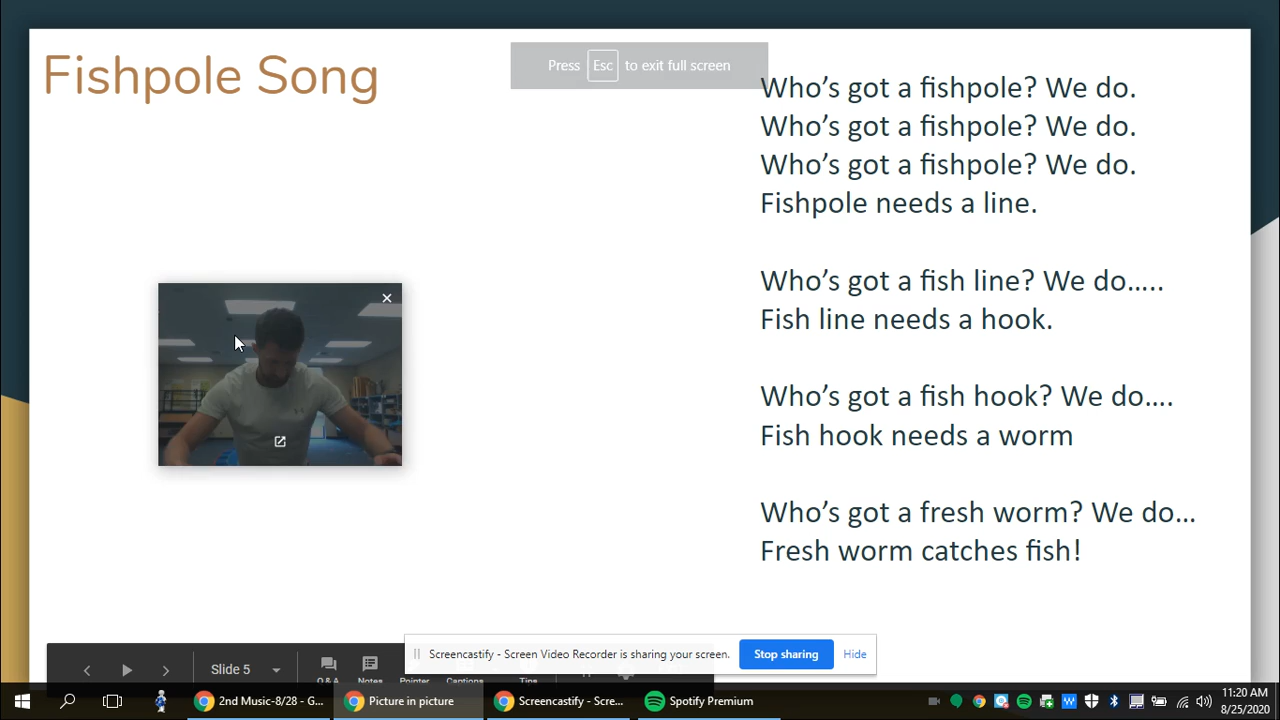 Fishpole Song
Press Esc to exit full screen
Who's got a fishpole? We do.
Who's got a fishpole? We do.
Who's got a fishpole? We do.
Fishpole needs a line.
Who's got a fish line? We do…..
Fish line needs a hook.
Who's got a fish hook? We do….
Fish hook needs a worm
Who's got a fresh worm? We do…
Fresh worm catches fish!
Slide 5
Q & A
Notes
Pointer
Captions
Tips
Screencastify - Screen Video Recorder is sharing your screen.
Stop sharing
Hide
2nd Music-8/28 - G...
Picture in picture
Screencastify - Scre...
Spotify Premium
11:20 AM
8/25/2020